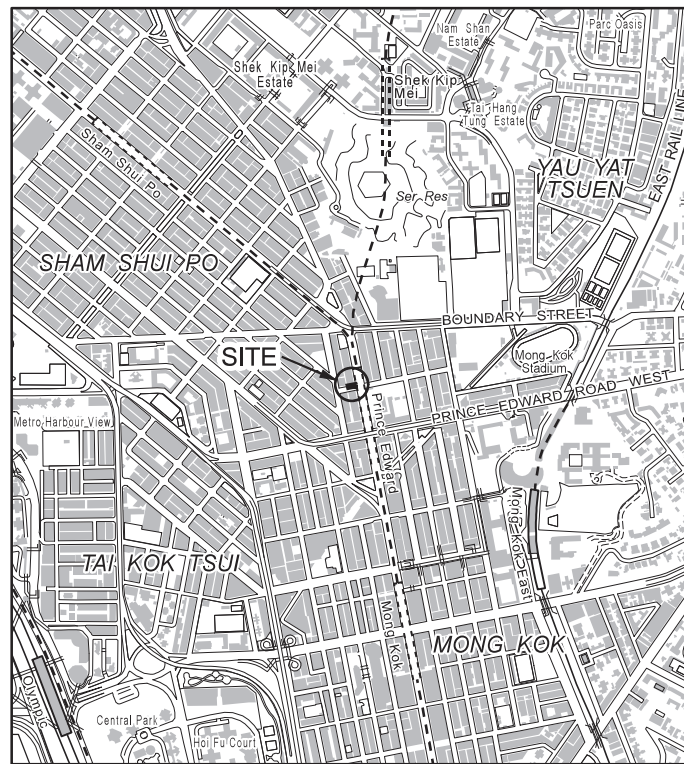 Nam Shan
Estate
Parc Oasis
Shek Kip Mei
Estate
Shek Kip
Mei
Tai Hang
Tung Estate
Sham Shui Po
YAU YAT
TSUEN
EAST RAIL LINE
Ser Res
SHAM SHUI PO
BOUNDARY STREET
SITE
Mong Kok
Stadium
PRINCE EDWARD ROAD WEST
Prince Edward
Metro Harbour View
TAI KOK TSUI
Mong Kok East
Mong Kok
MONG KOK
Olympic
Central Park
Hoi Fu Court